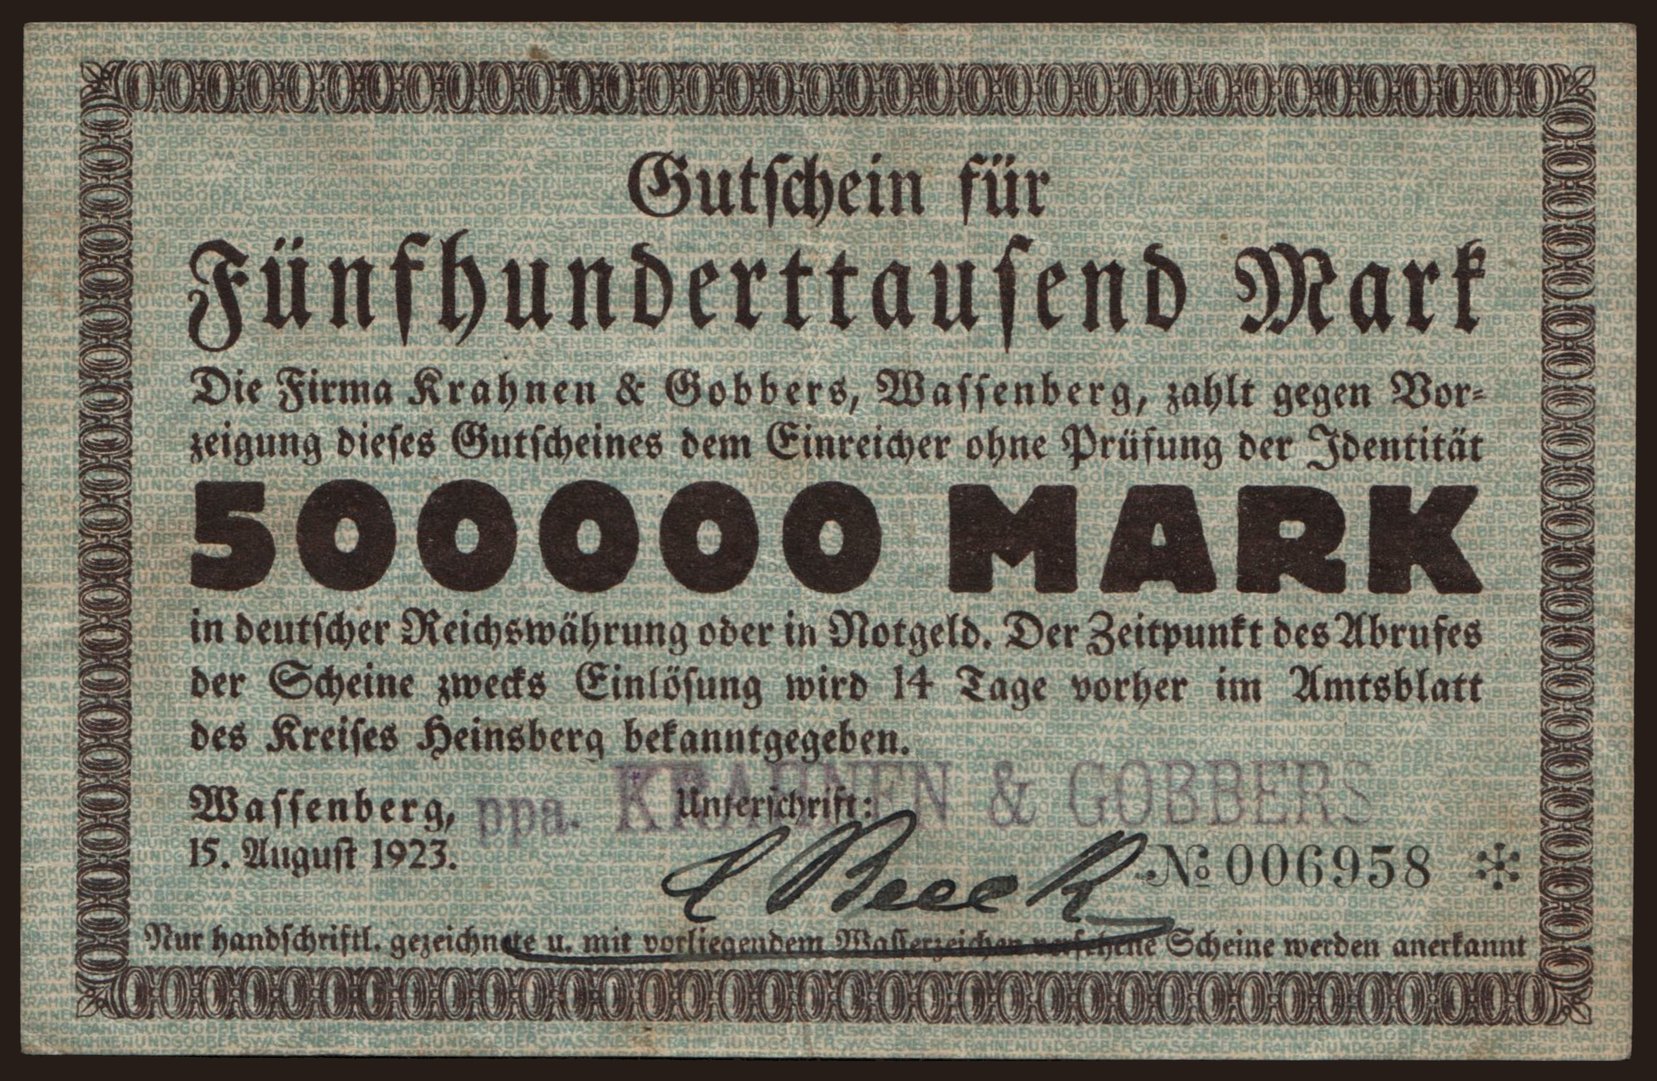 Gutschein für
Fünfhunderttausend Mark
Die Firma Krahnen & Gobbers, Wassenberg, zahlt gegen Vor-
zeigung dieses Gutscheines dem Einreicher ohne Prüfung der Identität
500000 MARK
in deutscher Reichswährung oder in Notgeld. Der Zeitpunkt des Abrufes
der Scheine zwecks Einlösung wird 14 Tage vorher im Amtsblatt
des Kreises Heinsberg bekanntgegeben.
ppa. KRAHNEN & GOBBERS
Wassenberg, Unterschrift:
15. August 1923. Beeck № 006958
Nur handschriftl. gezeichnete u. mit vorliegendem Wasserzeichen versehene Scheine werden anerkannt